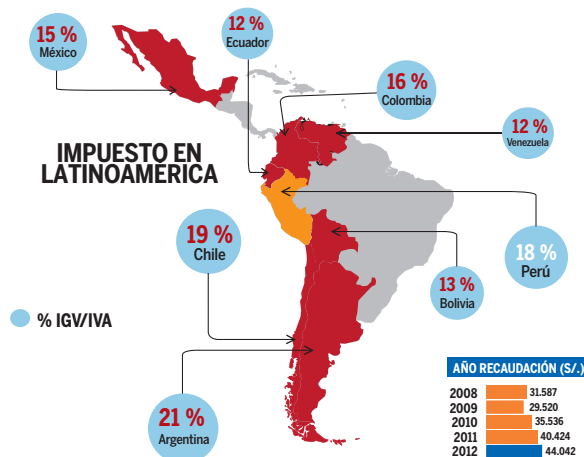 15 %
México
12 %
Ecuador
16 %
Colombia
12 %
Venezuela
IMPUESTO EN
LATINOAMÉRICA
19 %
Chile
18 %
Perú
13 %
Bolivia
% IGV/IVA
21 %
Argentina
AÑO RECAUDACIÓN (S/.)
2008 31.587
2009 29.520
2010 35.536
2011 40.424
2012 44.042